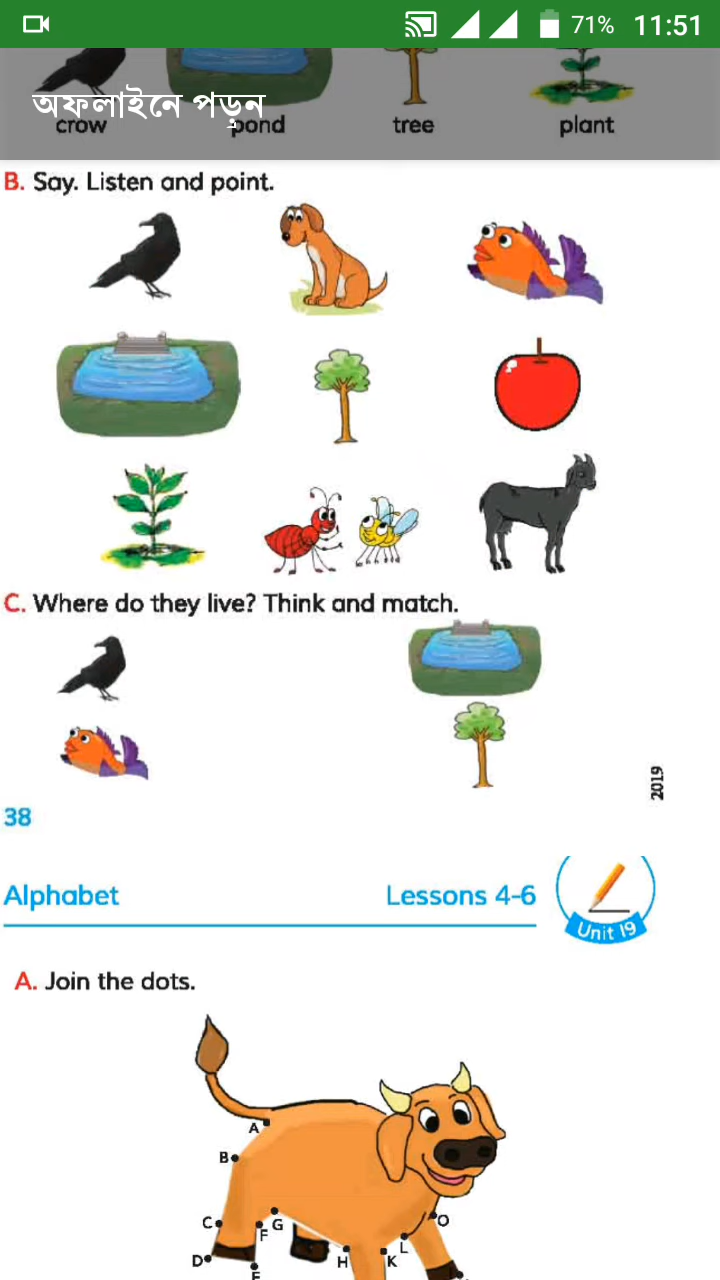 71% 11:51
অফলাইনে পড়ুন
crow pond tree plant
B. Say. Listen and point.
C. Where do they live? Think and match.
2019
38
Alphabet Lessons 4-6
Unit 19
A. Join the dots.
A
B
C F G O
D E H K L